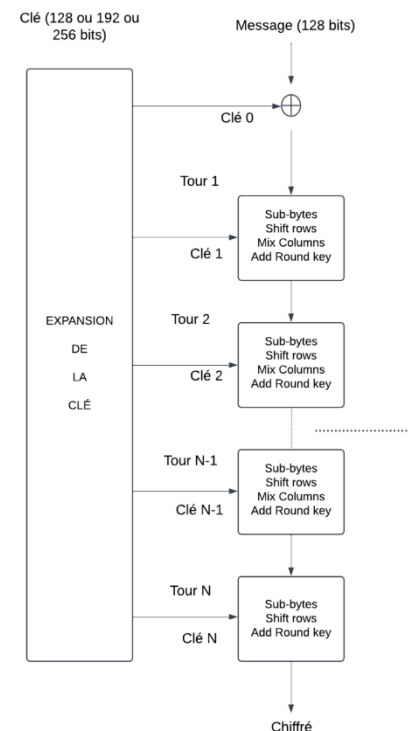 Clé (128 ou 192 ou
256 bits)
Message (128 bits)
Clé 0
Tour 1
Sub-bytes
Shift rows
Mix Columns
Add Round key
Clé 1
EXPANSION
DE
LA
CLÉ
Tour 2
Sub-bytes
Shift rows
Mix Columns
Add Round key
Clé 2
Tour N-1
Sub-bytes
Shift rows
Mix Columns
Add Round key
Clé N-1
Tour N
Sub-bytes
Shift rows
Add Round key
Clé N
Chiffré